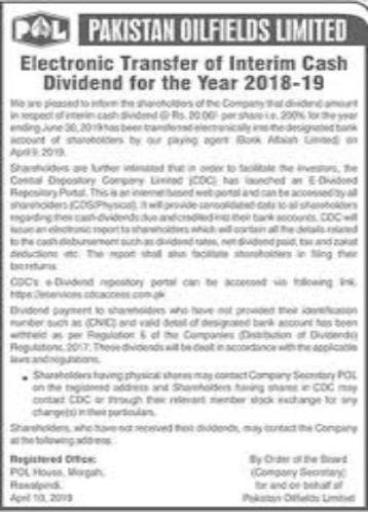 POL PAKISTAN OILFIELDS LIMITED
Electronic Transfer of Interim Cash
Dividend for the Year 2018-19
We are pleased to inform the shareholders of the Company that dividend amount
in respect of interim cash dividend @ Rs. 20.00/- per share i.e. 200% for the year
ending June 30, 2019 has been transferred electronically into the designated bank
account of shareholders by our paying agent (Bank Alfalah Limited) on
April 9, 2019.
Shareholders are further intimated that in order to facilitate the investors, the
Central Depository Company Limited (CDC) has launched an E-Dividend
Repository Portal. This is an internet based web portal and can be accessed by all
shareholders (CDS/Physical). It will provide consolidated data to all shareholders
regarding their cash dividends due and credited into their bank accounts. CDC will
issue an electronic report to shareholders which will contain all the details related
to the cash disbursement such as dividend rates, net dividend paid, tax and zakat
deductions etc. The report shall also facilitate shareholders in filing their
tax returns.
CDC's e-Dividend repository portal can be accessed via following link.
https://eservices.cdcaccess.com.pk
Dividend payment to shareholders who have not provided their identification
number such as (CNIC) and valid detail of designated bank account has been
withheld as per Regulation 6 of the Companies (Distribution of Dividends)
Regulations, 2017. These dividends will be dealt in accordance with the applicable
laws and regulations.
• Shareholders having physical shares may contact Company Secretary POL
on the registered address and Shareholders having shares in CDC may
contact CDC or through their relevant member stock exchange for any
change(s) in their particulars.
Shareholders, who have not received their dividends, may contact the Company
at the following address.
Registered Office:
POL House, Morgah,
Rawalpindi.
April 10, 2019
By Order of the Board
(Company Secretary)
for and on behalf of
Pakistan Oilfields Limited